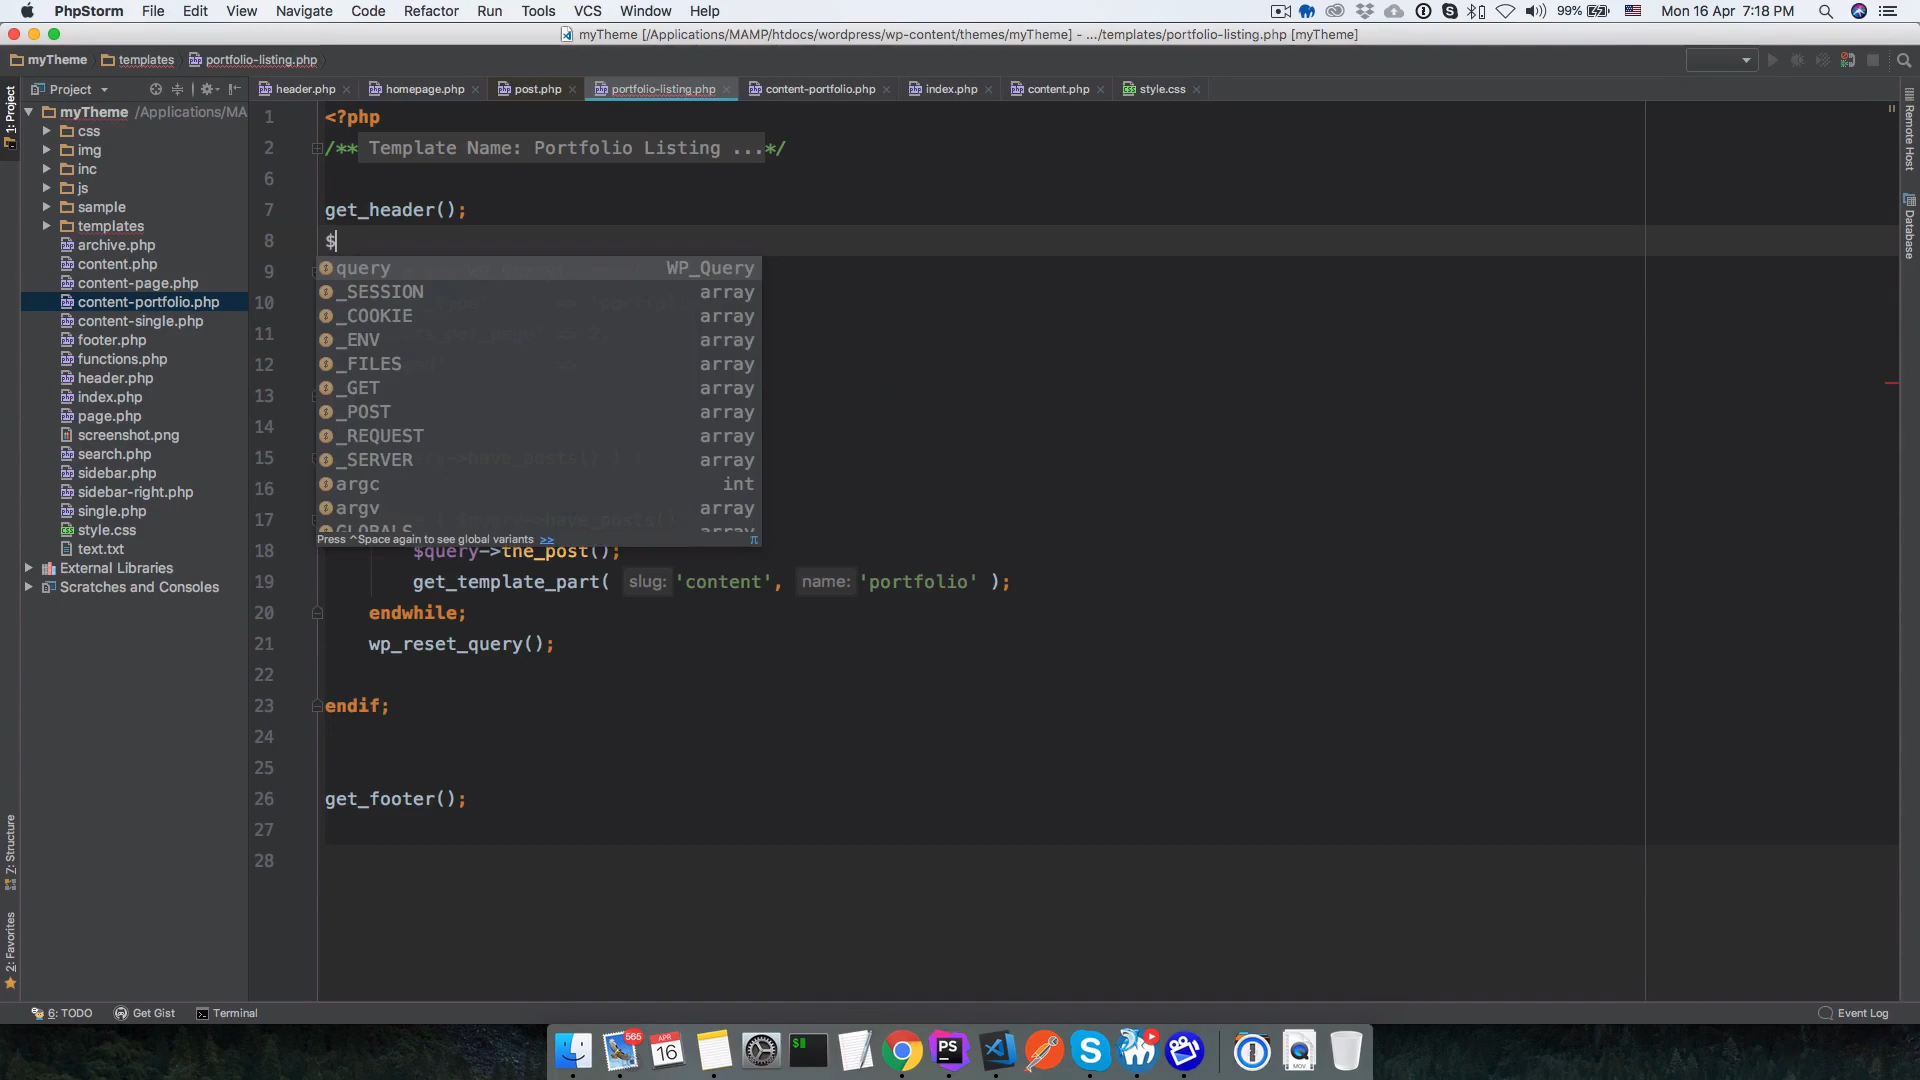 PhpStorm File Edit View Navigate Code Refactor Run Tools VCS Window Help 99% Mon 16 Apr 7:18 PM
myTheme [/Applications/MAMP/htdocs/wordpress/wp-content/themes/myTheme] - .../templates/portfolio-listing.php [myTheme]
myTheme templates portfolio-listing.php
Project header.php homepage.php post.php portfolio-listing.php content-portfolio.php index.php content.php style.css
1: Project
7: Structure
2: Favorites
myTheme /Applications/MA
css
img
inc
js
sample
templates
archive.php
content.php
content-page.php
content-portfolio.php
content-single.php
footer.php
functions.php
header.php
index.php
page.php
screenshot.png
search.php
sidebar.php
sidebar-right.php
single.php
style.css
text.txt
External Libraries
Scratches and Consoles
1 <?php
2 /** Template Name: Portfolio Listing ...*/
6
7 get_header();
8 $
9
10
11
12
13
14
15
16
17
query WP_Query
_SESSION array
_COOKIE array
_ENV array
_FILES array
_GET array
_POST array
_REQUEST array
_SERVER array
argc int
argv array
GLOBALS array
Press ^Space again to see global variants >> π
18 $query->the_post();
19 get_template_part( slug: 'content', name: 'portfolio' );
20 endwhile;
21 wp_reset_query();
22
23 endif;
24
25
26 get_footer();
27
28
Remote Host
Database
6: TODO Get Gist Terminal Event Log
565
APR
16
$
PS
S
MOV